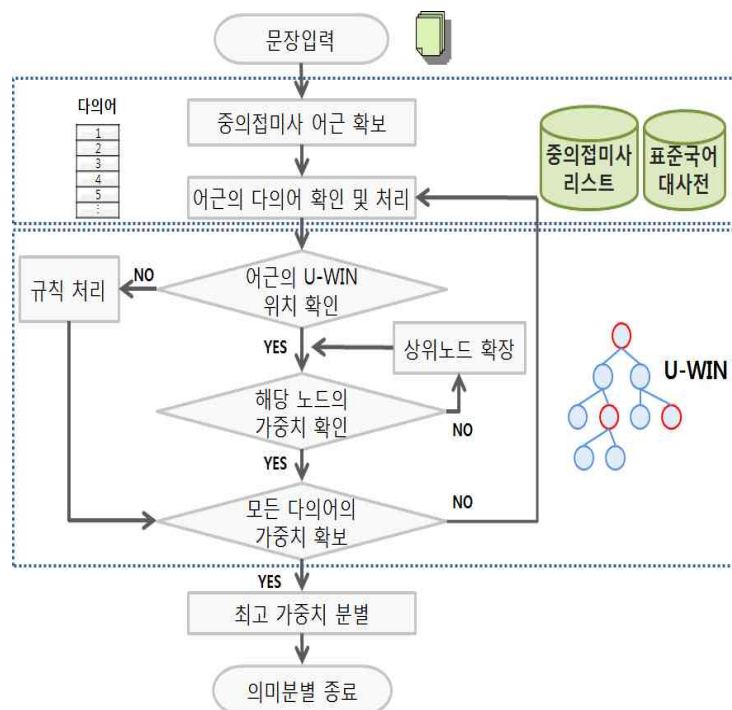 문장입력
다의어
1
2
3
4
5
⋮
중의접미사 어근 확보
중의접미사
리스트
표준국어
대사전
어근의 다의어 확인 및 처리
어근의 U-WIN
위치 확인
NO
규칙 처리
YES
상위노드 확장
U-WIN
해당 노드의
가중치 확인
NO
YES
모든 다의어의
가중치 확보
NO
YES
최고 가중치 분별
의미분별 종료